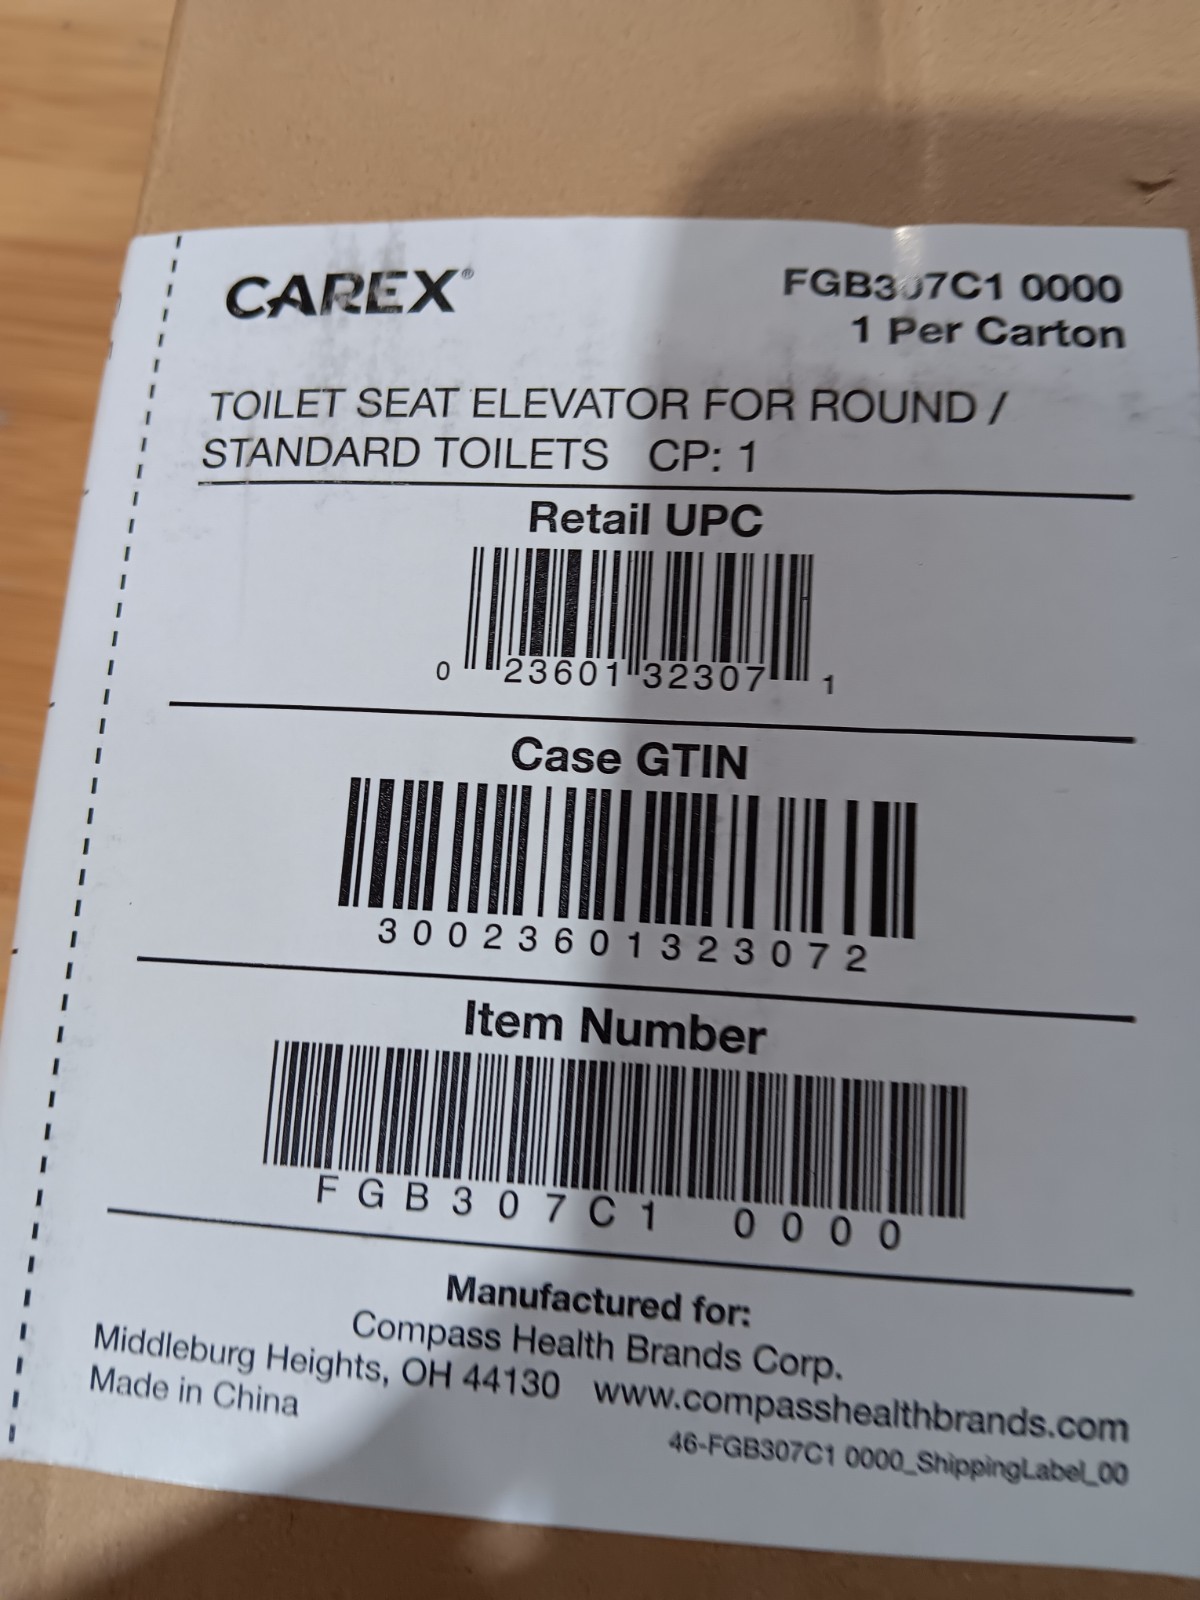 CAREX®
FGB307C1 0000
1 Per Carton
TOILET SEAT ELEVATOR FOR ROUND /
STANDARD TOILETS CP: 1
Retail UPC
0 23601 32307 1
Case GTIN
30023601323072
Item Number
FGB307C1 0000
Manufactured for:
Compass Health Brands Corp.
Middleburg Heights, OH 44130 www.compasshealthbrands.com
Made in China
46-FGB307C1 0000_ShippingLabel_00